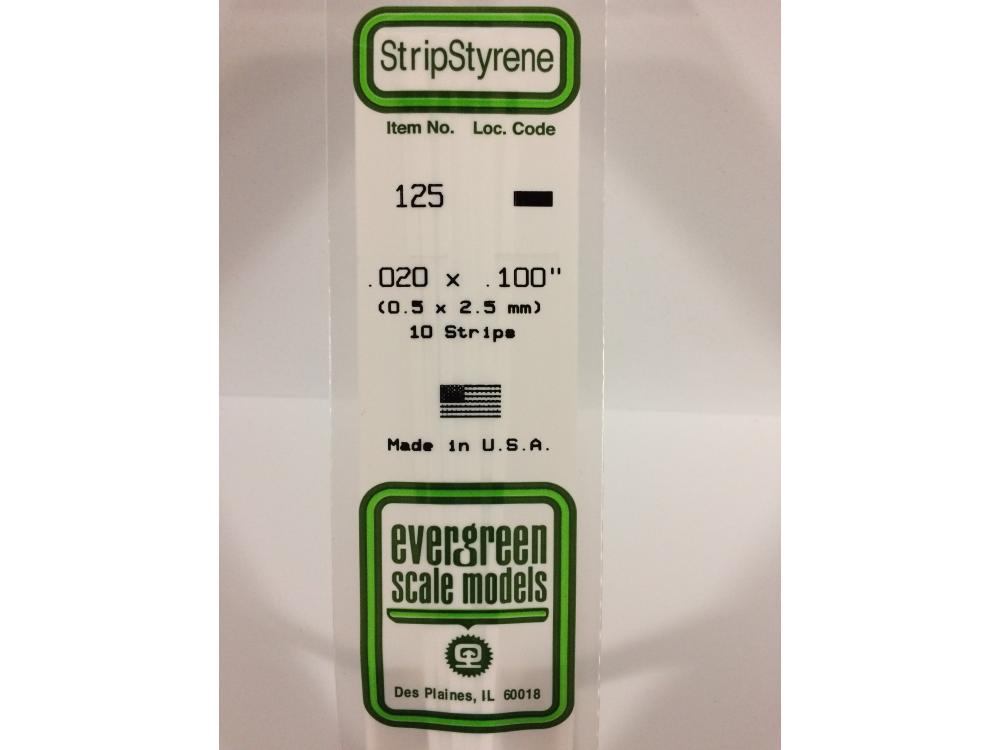 StripStyrene
Item No. Loc. Code
125
.020 x .100"
(0.5 x 2.5 mm)
10 Strips
Made in U.S.A.
evergreen
scale models
Des Plaines, IL 60018